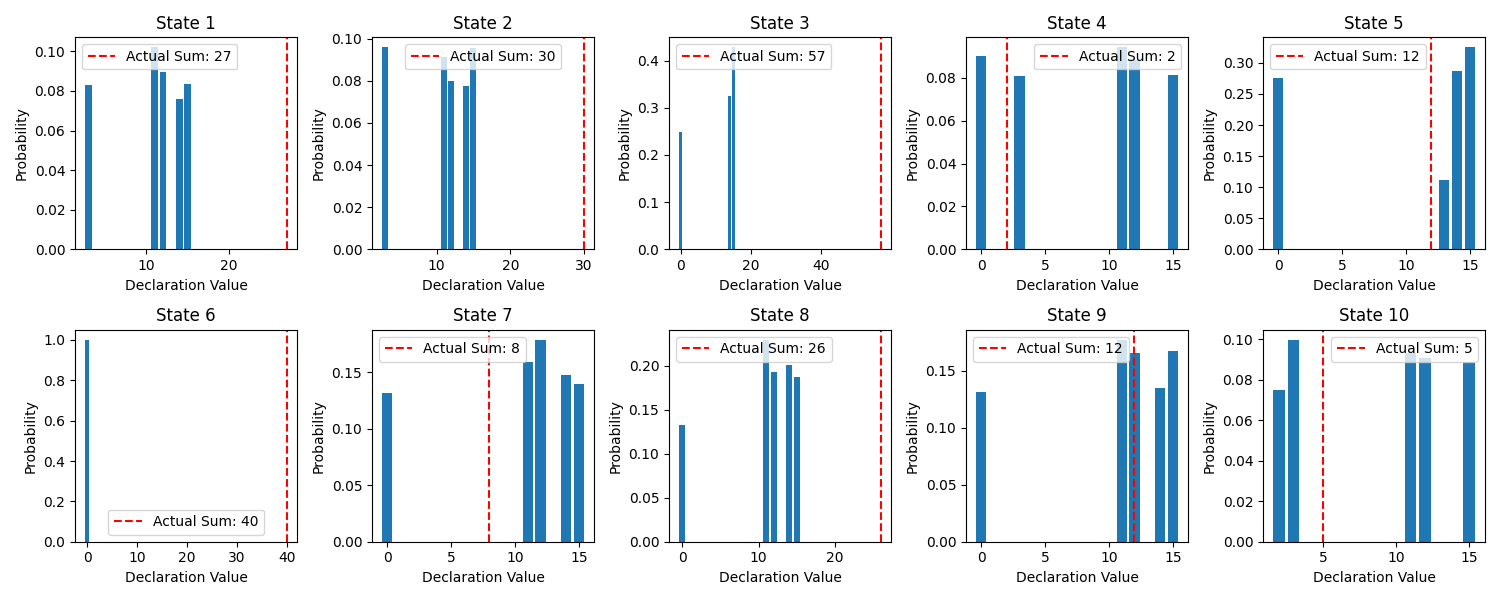 State 1
Actual Sum: 27
Probability
0.10
0.08
0.06
0.04
0.02
0.00
10
20
Declaration Value
State 2
Actual Sum: 30
Probability
0.10
0.08
0.06
0.04
0.02
0.00
10
20
30
Declaration Value
State 3
Actual Sum: 57
Probability
0.4
0.3
0.2
0.1
0.0
0
20
40
Declaration Value
State 4
Actual Sum: 2
Probability
0.08
0.06
0.04
0.02
0.00
0
5
10
15
Declaration Value
State 5
Actual Sum: 12
Probability
0.30
0.25
0.20
0.15
0.10
0.05
0.00
0
5
10
15
Declaration Value
State 6
Actual Sum: 40
Probability
1.0
0.8
0.6
0.4
0.2
0.0
0
10
20
30
40
Declaration Value
State 7
Actual Sum: 8
Probability
0.15
0.10
0.05
0.00
0
5
10
15
Declaration Value
State 8
Actual Sum: 26
Probability
0.20
0.15
0.10
0.05
0.00
0
10
20
Declaration Value
State 9
Actual Sum: 12
Probability
0.15
0.10
0.05
0.00
0
5
10
15
Declaration Value
State 10
Actual Sum: 5
Probability
0.10
0.08
0.06
0.04
0.02
0.00
5
10
15
Declaration Value